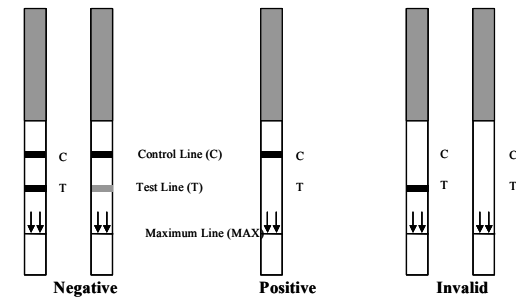 C Control Line (C) C C C
T Test Line (T) T T T
Maximum Line (MAX)
Negative Positive Invalid